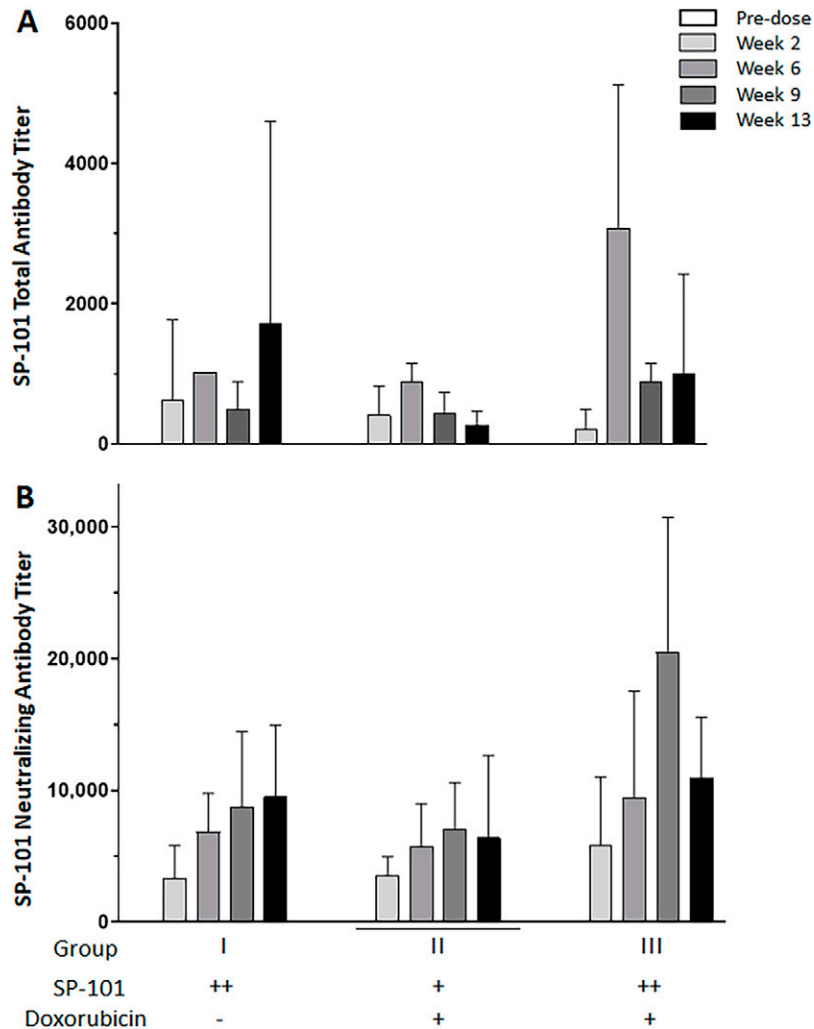 A
Pre-dose
Week 2
Week 6
Week 9
Week 13
SP-101 Total Antibody Titer
6000
4000
2000
0
B
SP-101 Neutralizing Antibody Titer
30,000
20,000
10,000
0
Group I II III
SP-101 ++ + ++
Doxorubicin - + +